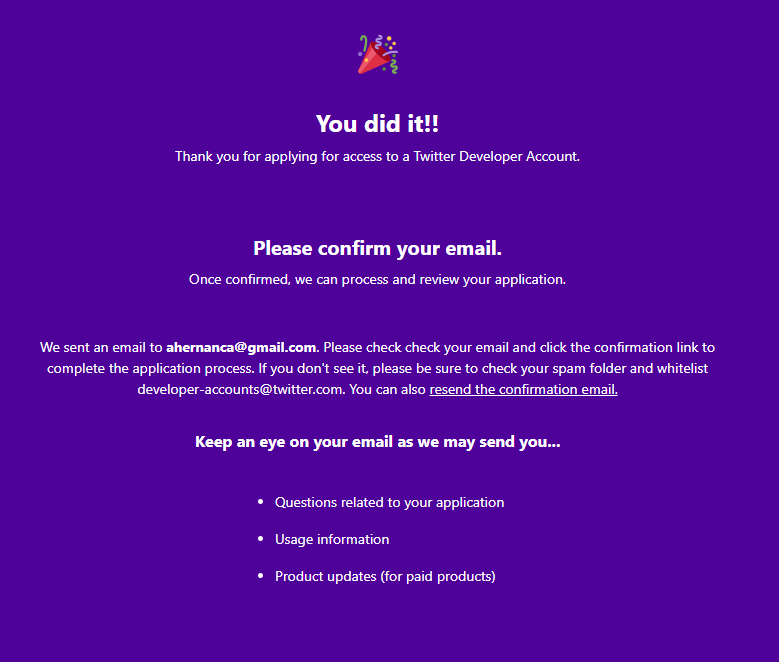 You did it!!
Thank you for applying for access to a Twitter Developer Account.
Please confirm your email.
Once confirmed, we can process and review your application.
We sent an email to ahernanca@gmail.com. Please check check your email and click the confirmation link to
complete the application process. If you don't see it, please be sure to check your spam folder and whitelist
developer-accounts@twitter.com. You can also resend the confirmation email.
Keep an eye on your email as we may send you...
• Questions related to your application
• Usage information
• Product updates (for paid products)